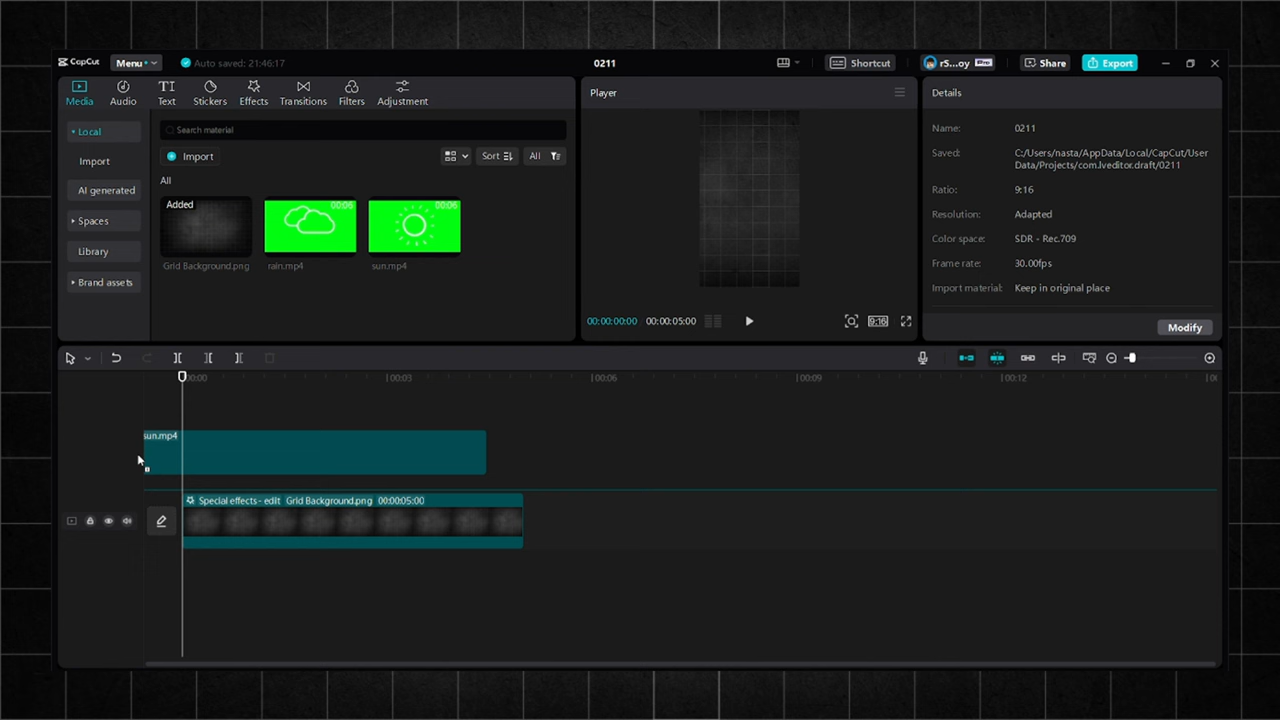 CapCut
Menu
Auto saved: 21:46:17
0211
Shortcut
rS...oy
Pro
Share
Export
Media
Audio
Text
Stickers
Effects
Transitions
Filters
Adjustment
Local
Import
AI generated
Spaces
Library
Brand assets
Search material
Import
Sort
All
All
Added
00:06
00:06
Grid Background.png
rain.mp4
sun.mp4
Player
00:00:00:00
00:00:05:00
9:16
Details
Name:
0211
Saved:
C:/Users/nasta/AppData/Local/CapCut/User
Data/Projects/com.lveditor.draft/0211
Ratio:
9:16
Resolution:
Adapted
Color space:
SDR - Rec.709
Frame rate:
30.00fps
Import material:
Keep in original place
Modify
00:00
00:03
00:06
00:09
00:12
sun.mp4
Special effects - edit
Grid Background.png
00:00:05:00